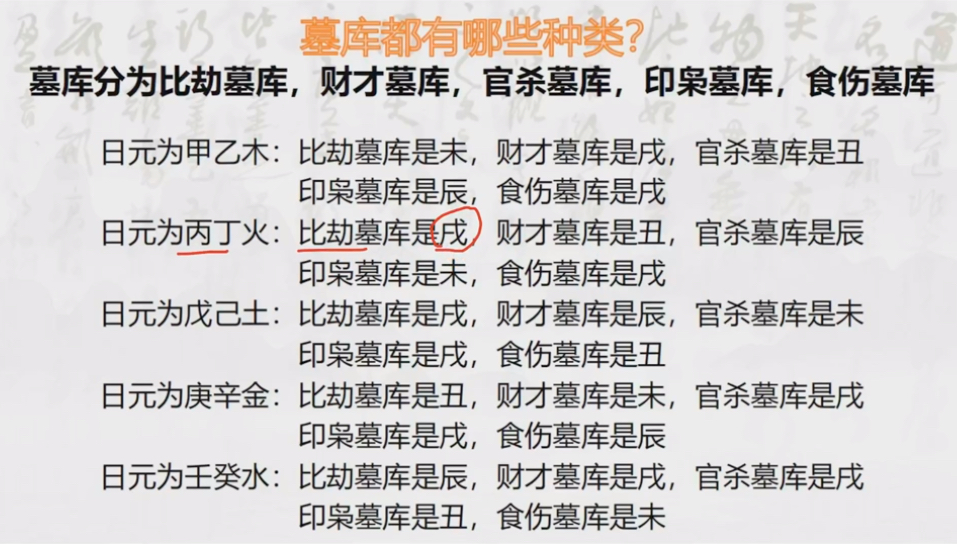 墓库都有哪些种类？
墓库分为比劫墓库，财才墓库，官杀墓库，印枭墓库，食伤墓库
日元为甲乙木：比劫墓库是未，财才墓库是戌，官杀墓库是丑
印枭墓库是辰，食伤墓库是戌
日元为丙丁火：比劫墓库是戌，财才墓库是丑，官杀墓库是辰
印枭墓库是未，食伤墓库是戌
日元为戊己土：比劫墓库是戌，财才墓库是辰，官杀墓库是未
印枭墓库是戌，食伤墓库是丑
日元为庚辛金：比劫墓库是丑，财才墓库是未，官杀墓库是戌
印枭墓库是戌，食伤墓库是辰
日元为壬癸水：比劫墓库是辰，财才墓库是戌，官杀墓库是戌
印枭墓库是丑，食伤墓库是未